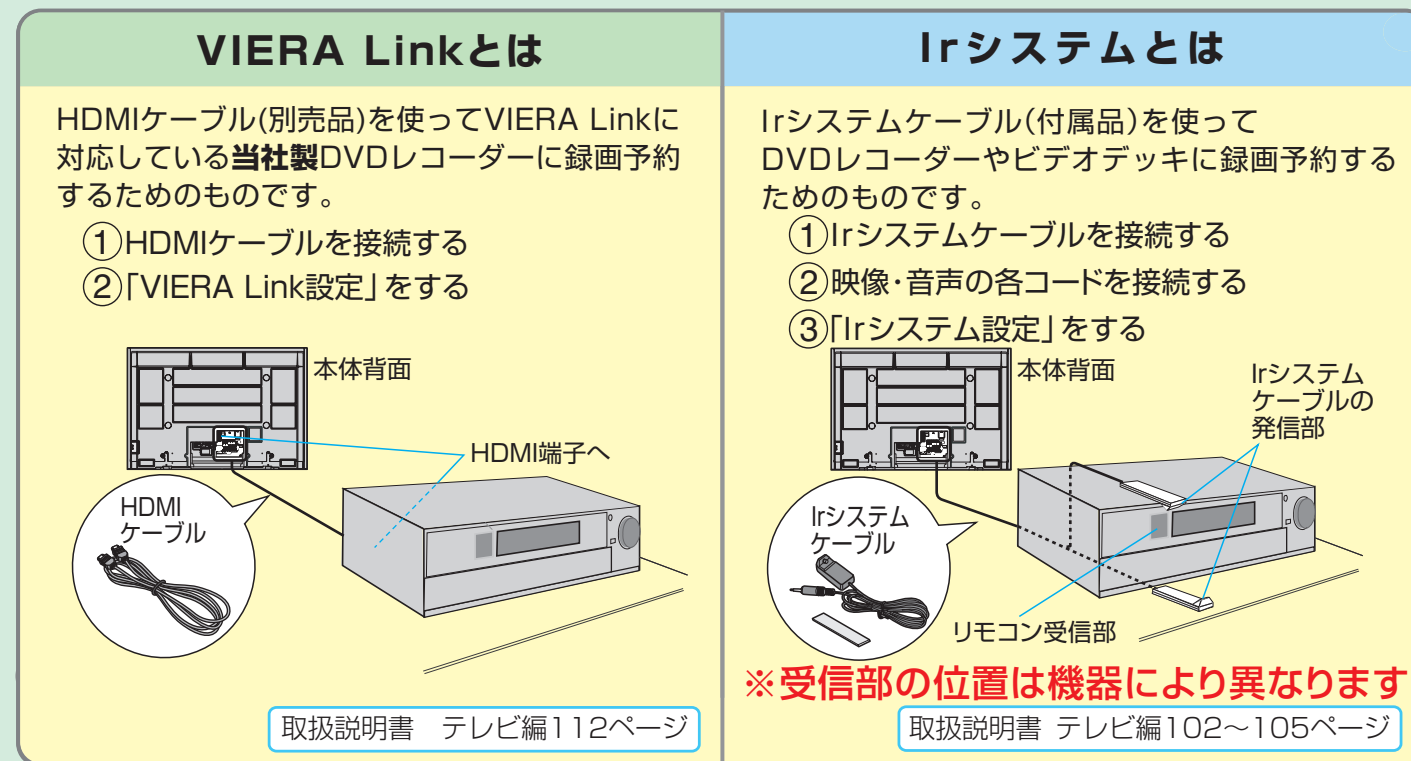 VIERA Linkとは
HDMIケーブル(別売品)を使ってVIERA Linkに
対応している当社製DVDレコーダーに録画予約
するためのものです。
①HDMIケーブルを接続する
②「VIERA Link設定」をする
本体背面
HDMI端子へ
HDMI
ケーブル
取扱説明書　テレビ編112ページ
Irシステムとは
Irシステムケーブル(付属品)を使って
DVDレコーダーやビデオデッキに録画予約する
ためのものです。
①Irシステムケーブルを接続する
②映像・音声の各コードを接続する
③「Irシステム設定」をする
本体背面
Irシステム
ケーブルの
発信部
Irシステム
ケーブル
リモコン受信部
※受信部の位置は機器により異なります
取扱説明書 テレビ編102～105ページ